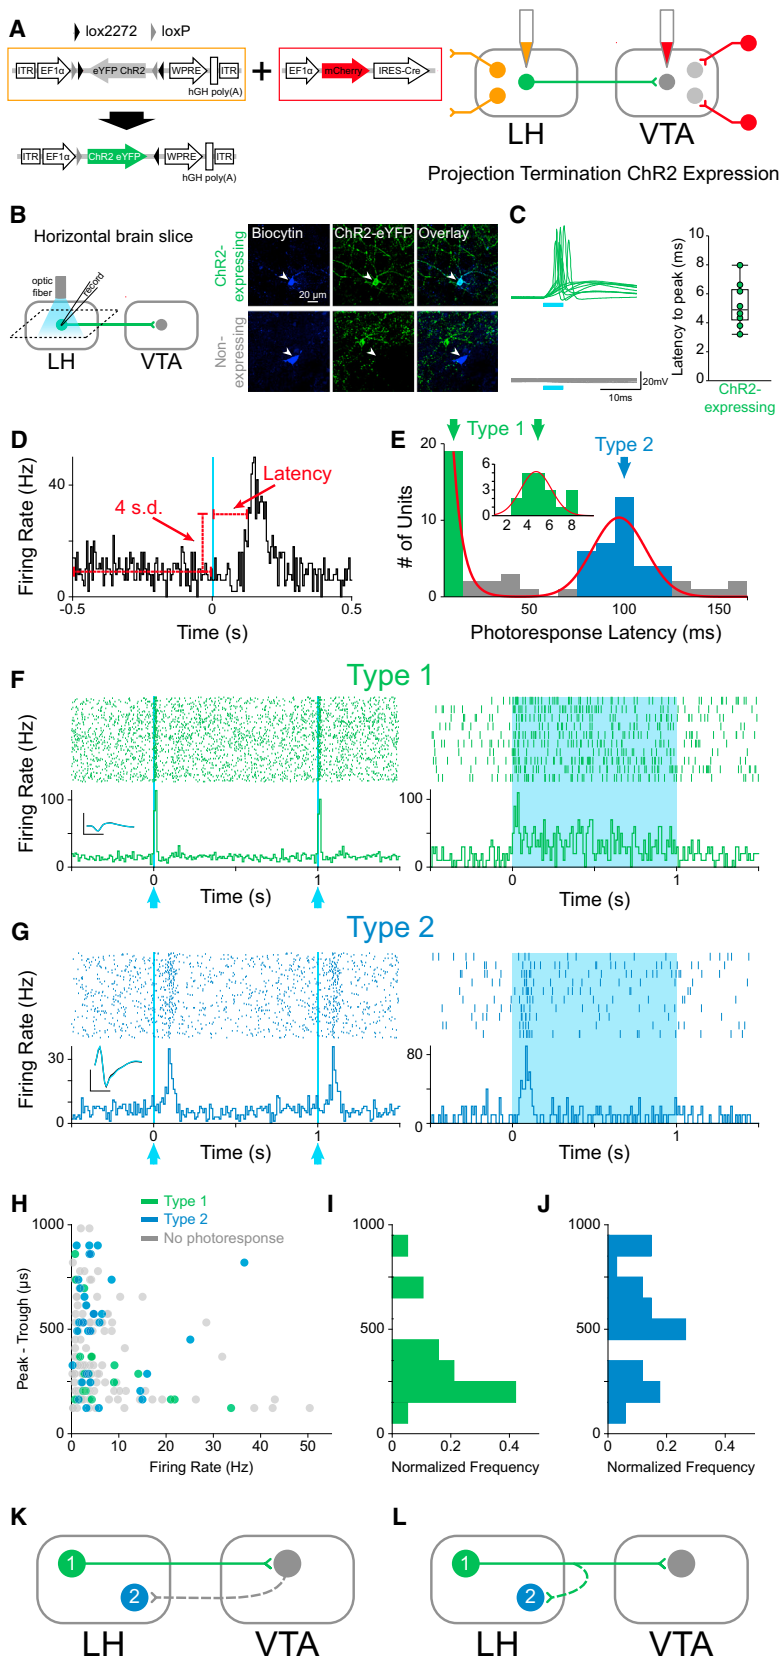 A
lox2272 loxP
ITR EF1α eYFP ChR2 WPRE ITR
hGH poly(A)
+
EF1α mCherry IRES-Cre
ITR EF1α ChR2 eYFP WPRE ITR
hGH poly(A)
LH VTA
Projection Termination ChR2 Expression
B
Horizontal brain slice
optic
fiber
record
LH VTA
ChR2-
expressing
Non-
expressing
Biocytin ChR2-eYFP Overlay
20 µm
C
20mV
10ms
Latency to peak (ms)
10
8
6
4
2
0
ChR2-
expressing
D
Firing Rate (Hz)
40
0
4 s.d.
Latency
-0.5 0 0.5
Time (s)
E
Type 1
Type 2
# of Units
20
10
0
6
3
0
2 4 6 8
50 100 150
Photoresponse Latency (ms)
F
Type 1
Firing Rate (Hz)
100
0
0 1
Time (s)
100
0
0 1
Time (s)
G
Type 2
Firing Rate (Hz)
30
0
0 1
Time (s)
80
0
0 1
Time (s)
H
Type 1
Type 2
No photoresponse
Peak - Trough (µs)
1000
500
0
0 10 20 30 40 50
Firing Rate (Hz)
I
1000
500
0
0 0.2 0.4
Normalized Frequency
J
1000
500
0
0 0.2 0.4
Normalized Frequency
K
1
2
LH VTA
L
1
2
LH VTA